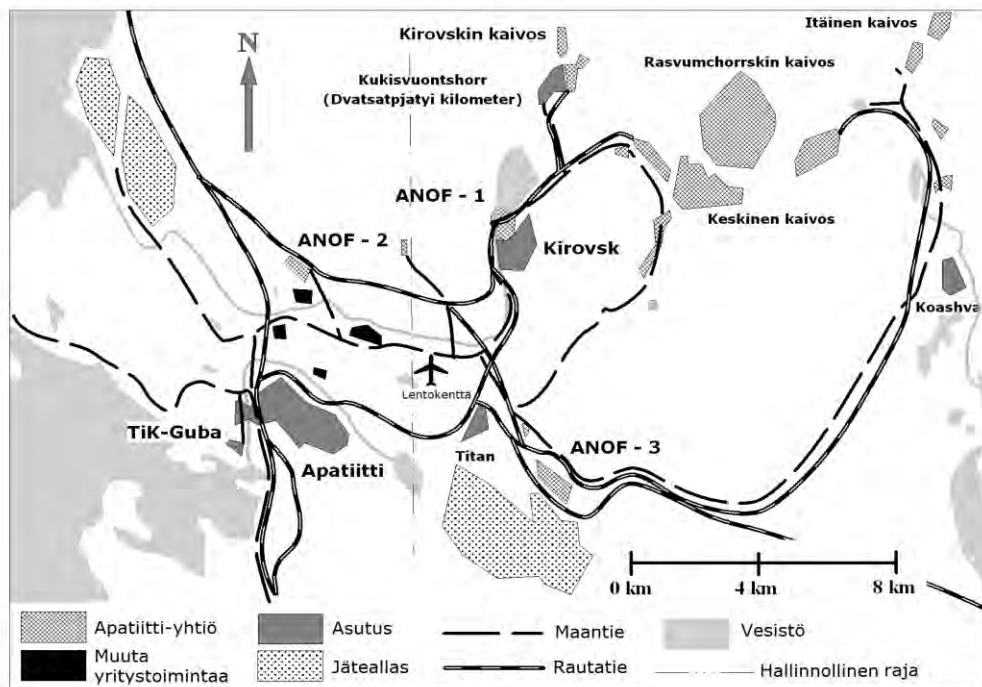 Itäinen kaivos
Kirovskin kaivos
N
Rasvumchorrskin kaivos
Kukisvuontshorr
(Dvatsatpjatyi kilometer)
ANOF - 1
Keskinen kaivos
ANOF - 2
Kirovsk
Koashva
Lentokenttä
TiK-Guba
ANOF - 3
Apatiitti
Titan
0 km
4 km
8 km
Apatiitti-yhtiö
Asutus
Maantie
Vesistö
Muuta
yritystoimintaa
Jäteallas
Rautatie
Hallinnollinen raja